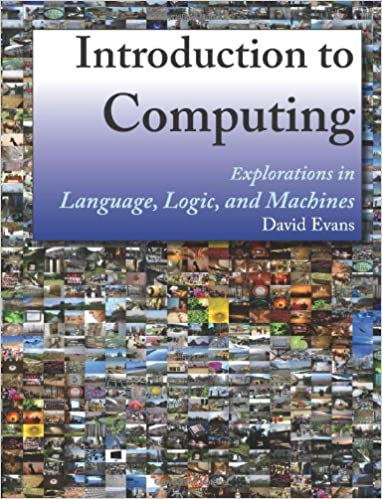 Introduction to
Computing
Explorations in
Language, Logic, and Machines
David Evans